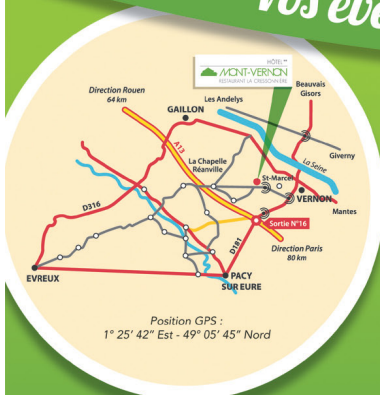 vos évé
HÔTEL**
MONT-VERNON
RESTAURANT LA CRESSONNIÈRE
Beauvais
Gisors
Direction Rouen
64 km
Les Andelys
GAILLON
A13
La Seine
Giverny
La Chapelle
Réanville
St-Marcel
VERNON
D316
Mantes
Sortie N°16
D181
Direction Paris
80 km
EVREUX
PACY
SUR EURE
Position GPS :
1° 25' 42” Est - 49° 05' 45” Nord